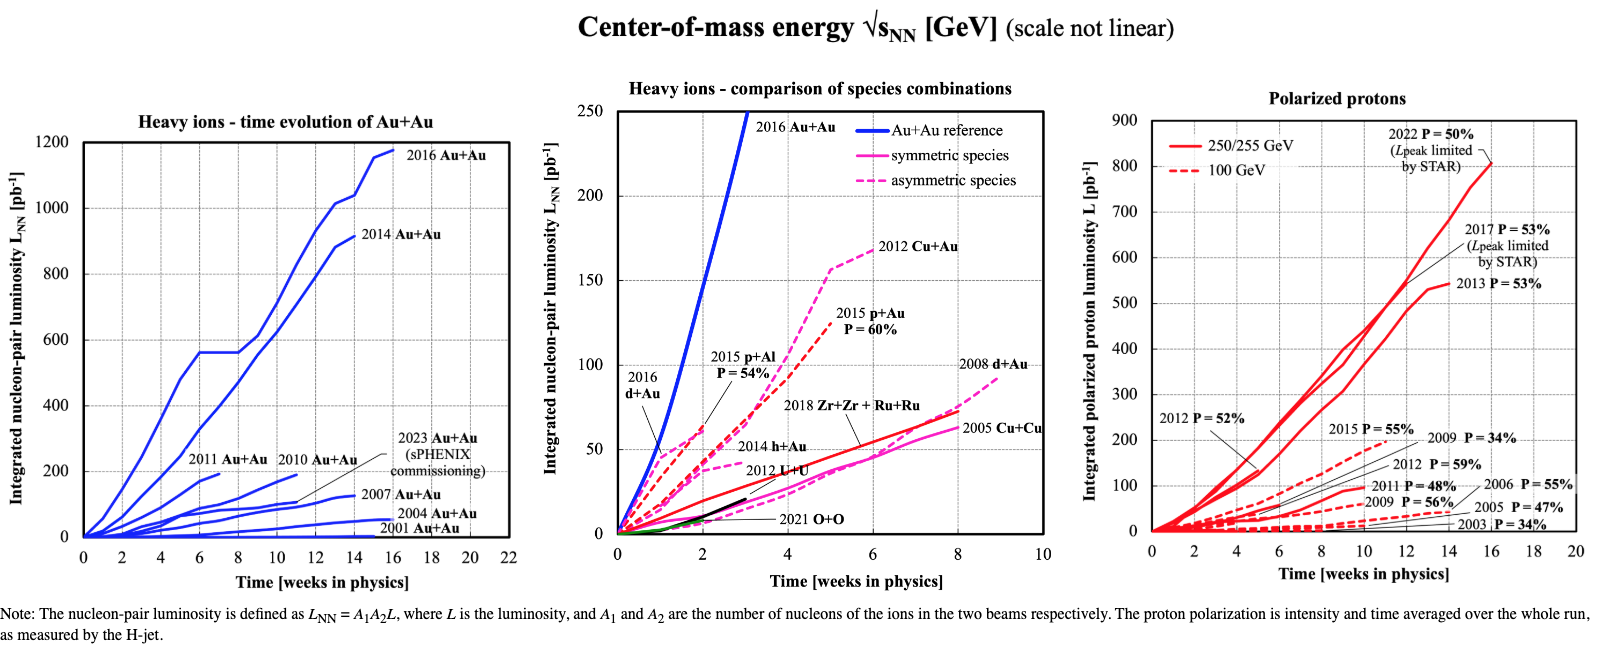 Center-of-mass energy √sNN [GeV] (scale not linear)
Heavy ions - time evolution of Au+Au
Integrated nucleon-pair luminosity LNN [pb-1]
1200
1000
800
600
400
200
0
0 2 4 6 8 10 12 14 16 18 20 22
Time [weeks in physics]
2016 Au+Au
2014 Au+Au
2023 Au+Au
(sPHENIX
commissioning)
2011 Au+Au
2010 Au+Au
2007 Au+Au
2004 Au+Au
2001 Au+Au
Heavy ions - comparison of species combinations
Integrated nucleon-pair luminosity LNN [pb-1]
250
200
150
100
50
0
0 2 4 6 8 10
Time [weeks in physics]
2016 Au+Au
Au+Au reference
symmetric species
asymmetric species
2012 Cu+Au
2015 p+Au
P = 60%
2015 p+Al
P = 54%
2016
d+Au
2008 d+Au
2018 Zr+Zr + Ru+Ru
2005 Cu+Cu
2014 h+Au
2012 U+U
2021 O+O
Polarized protons
Integrated polarized proton luminosity L [pb-1]
900
800
700
600
500
400
300
200
100
0
0 2 4 6 8 10 12 14 16 18 20
Time [weeks in physics]
250/255 GeV
100 GeV
2022 P = 50%
(Lpeak limited
by STAR)
2017 P = 53%
(Lpeak limited
by STAR)
2013 P = 53%
2012 P = 52%
2015 P = 55%
2009 P = 34%
2012 P = 59%
2011 P = 48%
2006 P = 55%
2009 P = 56%
2005 P = 47%
2003 P = 34%
Note: The nucleon-pair luminosity is defined as LNN = A1A2L, where L is the luminosity, and A1 and A2 are the number of nucleons of the ions in the two beams respectively. The proton polarization is intensity and time averaged over the whole run,
as measured by the H-jet.